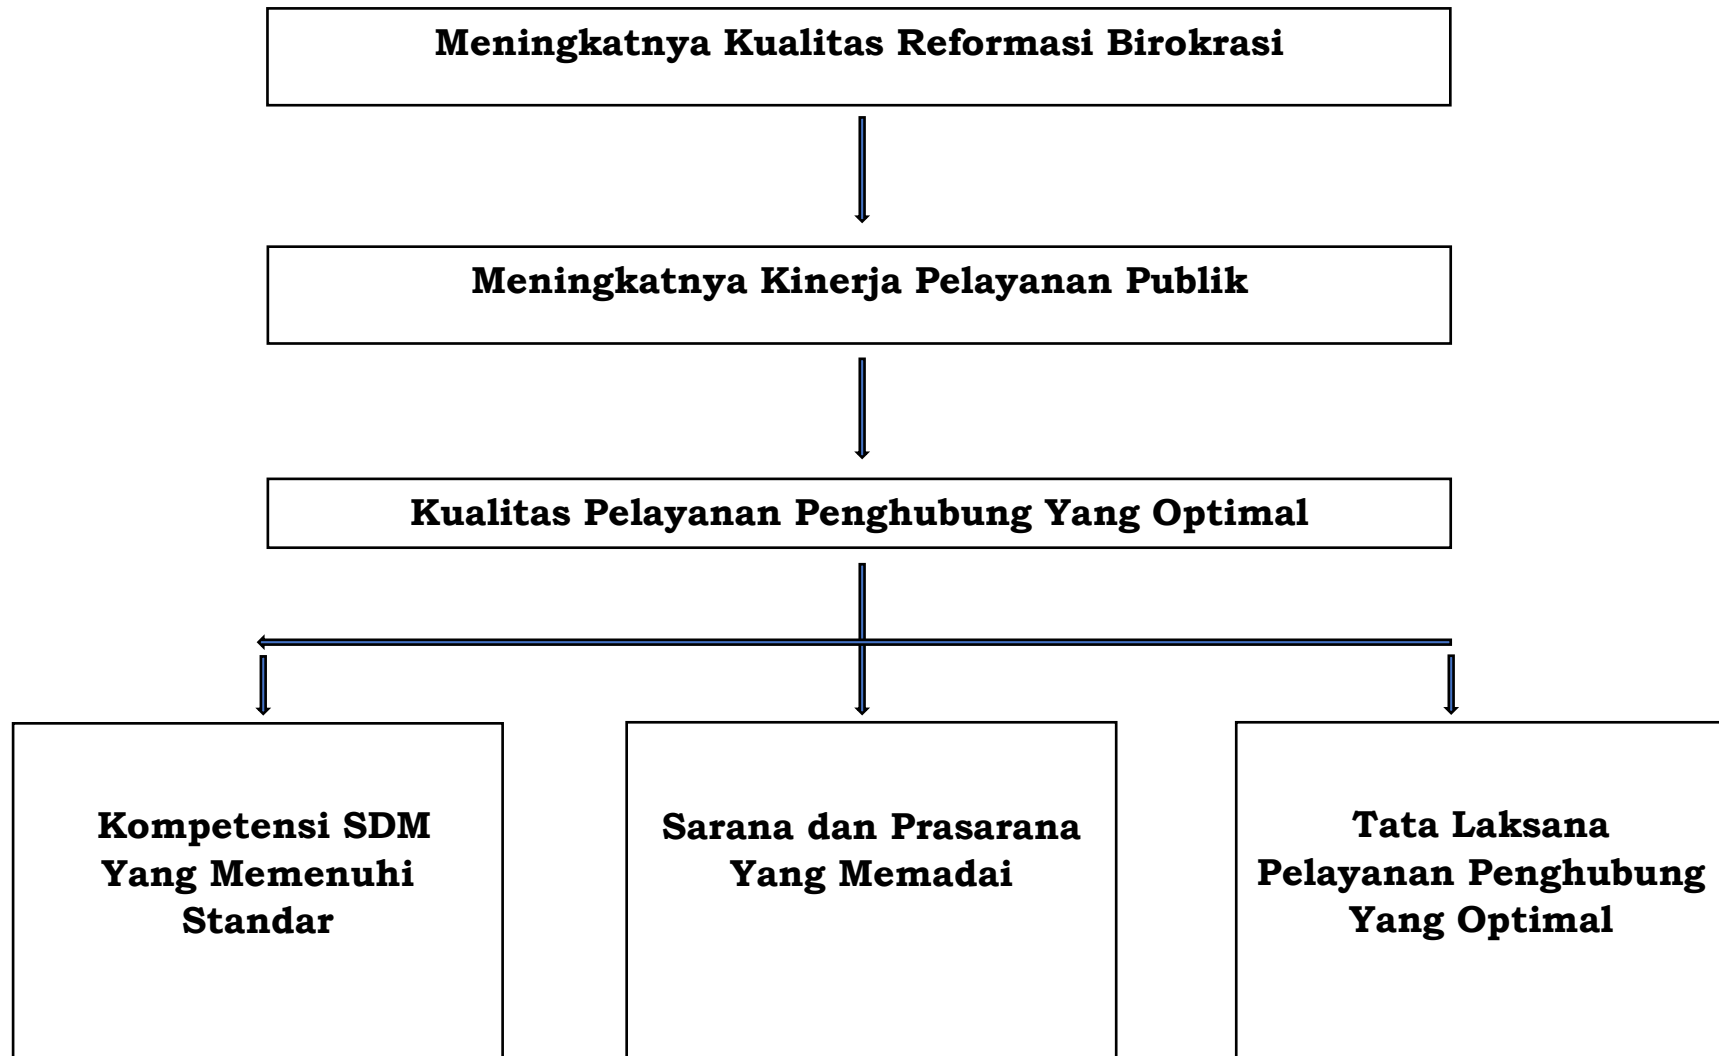 Meningkatnya Kualitas Reformasi Birokrasi
Meningkatnya Kinerja Pelayanan Publik
Kualitas Pelayanan Penghubung Yang Optimal
Kompetensi SDM
Yang Memenuhi
Standar
Sarana dan Prasarana
Yang Memadai
Tata Laksana
Pelayanan Penghubung
Yang Optimal